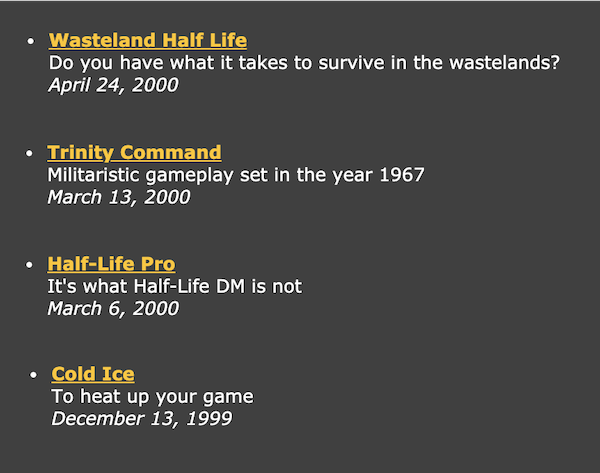 Wasteland Half Life
Do you have what it takes to survive in the wastelands?
April 24, 2000
Trinity Command
Militaristic gameplay set in the year 1967
March 13, 2000
Half-Life Pro
It's what Half-Life DM is not
March 6, 2000
Cold Ice
To heat up your game
December 13, 1999